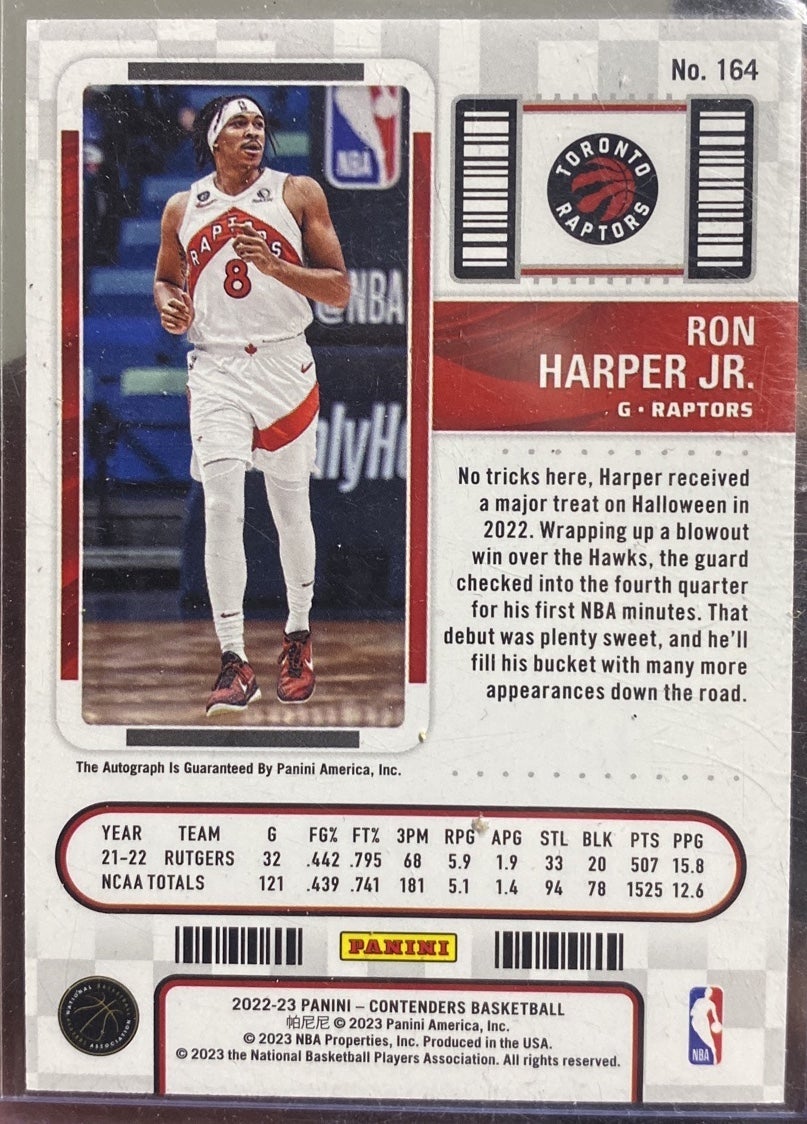 No. 164
NBA
RAPTORS
8
@NBA
TORONTO
RAPTORS
RON
HARPER JR.
G • RAPTORS
No tricks here, Harper received
a major treat on Halloween in
2022. Wrapping up a blowout
win over the Hawks, the guard
checked into the fourth quarter
for his first NBA minutes. That
debut was plenty sweet, and he'll
fill his bucket with many more
appearances down the road.
The Autograph Is Guaranteed By Panini America, Inc.
YEAR TEAM G FG% FT% 3PM RPG APG STL BLK PTS PPG
21-22 RUTGERS 32 .442 .795 68 5.9 1.9 33 20 507 15.8
NCAA TOTALS 121 .439 .741 181 5.1 1.4 94 78 1525 12.6
PANINI
2022-23 PANINI – CONTENDERS BASKETBALL
帕尼尼 © 2023 Panini America, Inc.
© 2023 NBA Properties, Inc. Produced in the USA.
© 2023 the National Basketball Players Association. All rights reserved.
NATIONAL BASKETBALL
PLAYERS ASSOCIATION
NBA